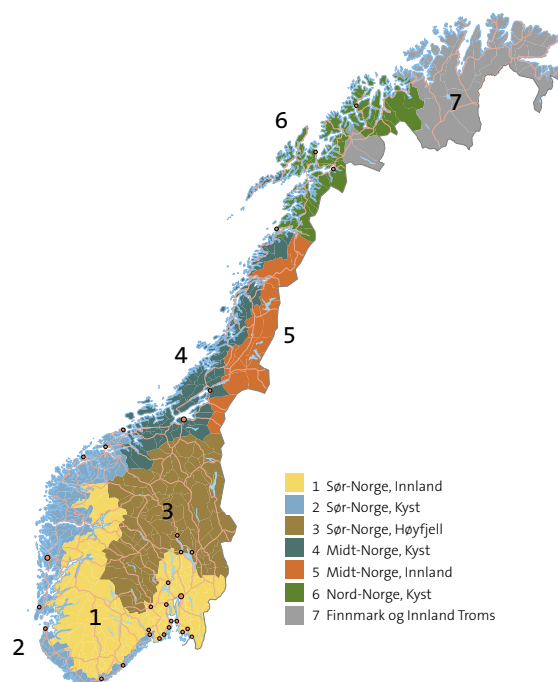 7
6
5
4
3
1
2
1 Sør-Norge, Innland
2 Sør-Norge, Kyst
3 Sør-Norge, Høyfjell
4 Midt-Norge, Kyst
5 Midt-Norge, Innland
6 Nord-Norge, Kyst
7 Finnmark og Innland Troms